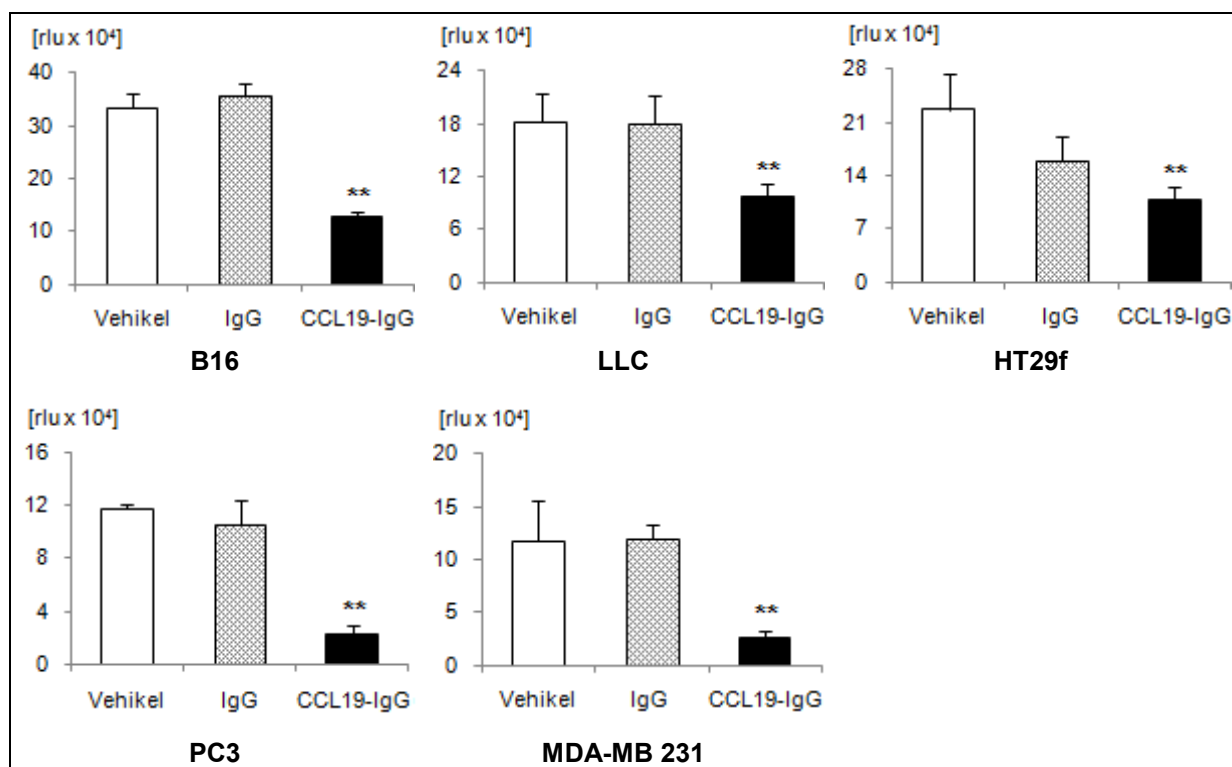 [rlu x 10⁴]
40
30
20
10
0
**
Vehikel IgG CCL19-IgG
B16
[rlu x 10⁴]
24
18
12
6
0
**
Vehikel IgG CCL19-IgG
LLC
[rlu x 10⁴]
28
21
14
7
0
**
Vehikel IgG CCL19-IgG
HT29f
[rlu x 10⁴]
16
12
8
4
0
**
Vehikel IgG CCL19-IgG
PC3
[rlu x 10⁴]
20
15
10
5
0
**
Vehikel IgG CCL19-IgG
MDA-MB 231